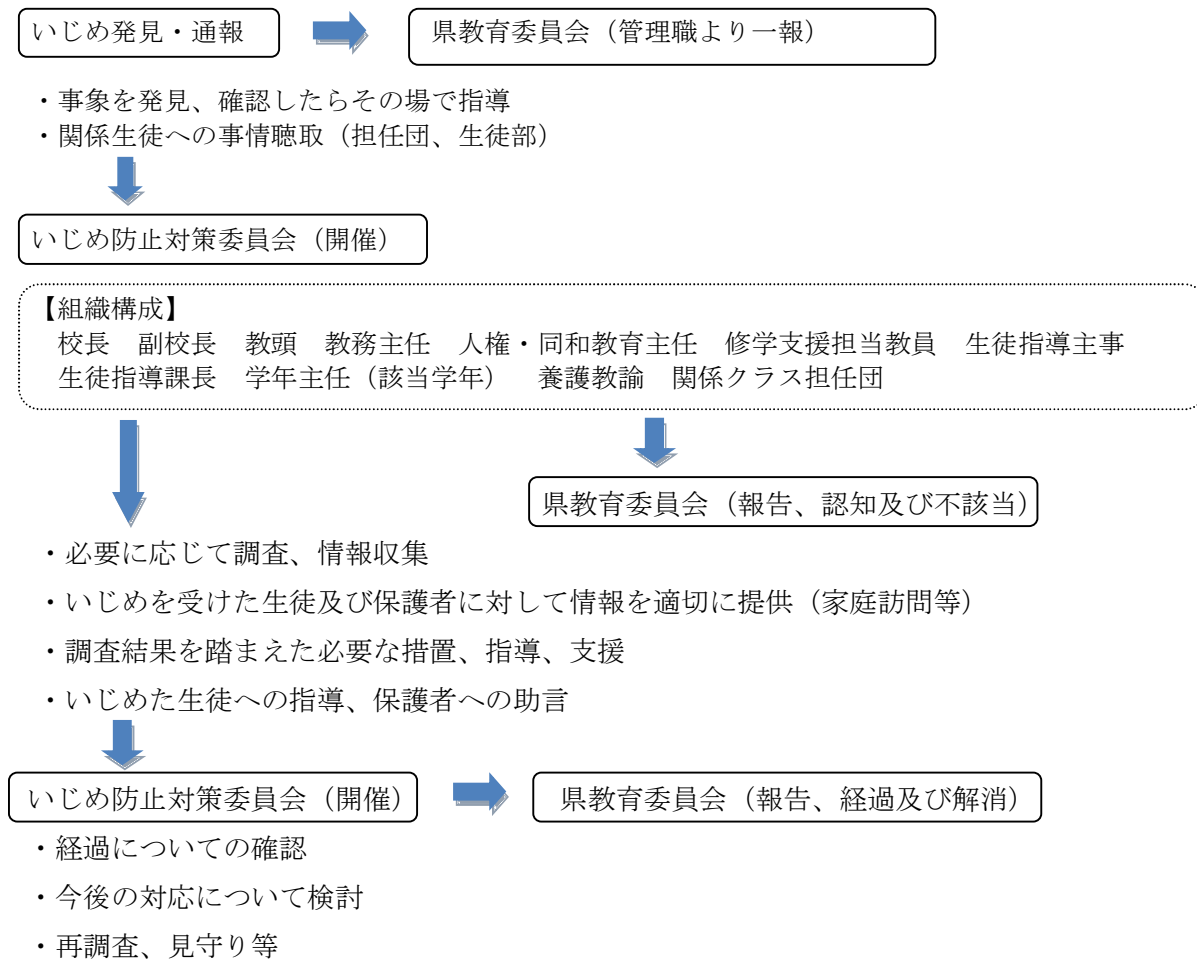 いじめ発見・通報
県教育委員会（管理職より一報）
・事象を発見、確認したらその場で指導
・関係生徒への事情聴取（担任団、生徒部）
いじめ防止対策委員会（開催）
【組織構成】
校長　副校長　教頭　教務主任　人権・同和教育主任　修学支援担当教員　生徒指導主事
生徒指導課長　学年主任（該当学年）　養護教諭　関係クラス担任団
県教育委員会（報告、認知及び不該当）
・必要に応じて調査、情報収集
・いじめを受けた生徒及び保護者に対して情報を適切に提供（家庭訪問等）
・調査結果を踏まえた必要な措置、指導、支援
・いじめた生徒への指導、保護者への助言
いじめ防止対策委員会（開催）
県教育委員会（報告、経過及び解消）
・経過についての確認
・今後の対応について検討
・再調査、見守り等